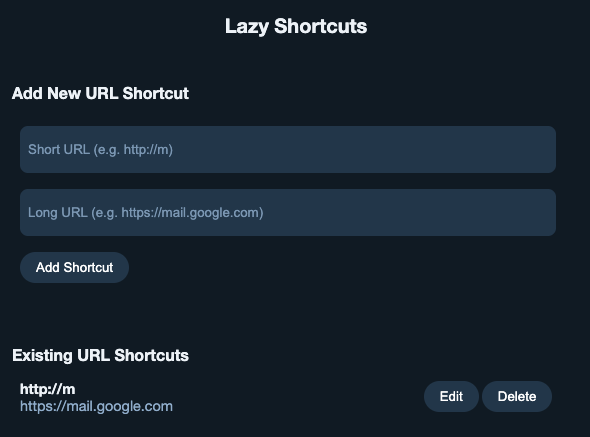 Lazy Shortcuts
Add New URL Shortcut
Short URL (e.g. http://m)
Long URL (e.g. https://mail.google.com)
Add Shortcut
Existing URL Shortcuts
http://m
https://mail.google.com
Edit
Delete